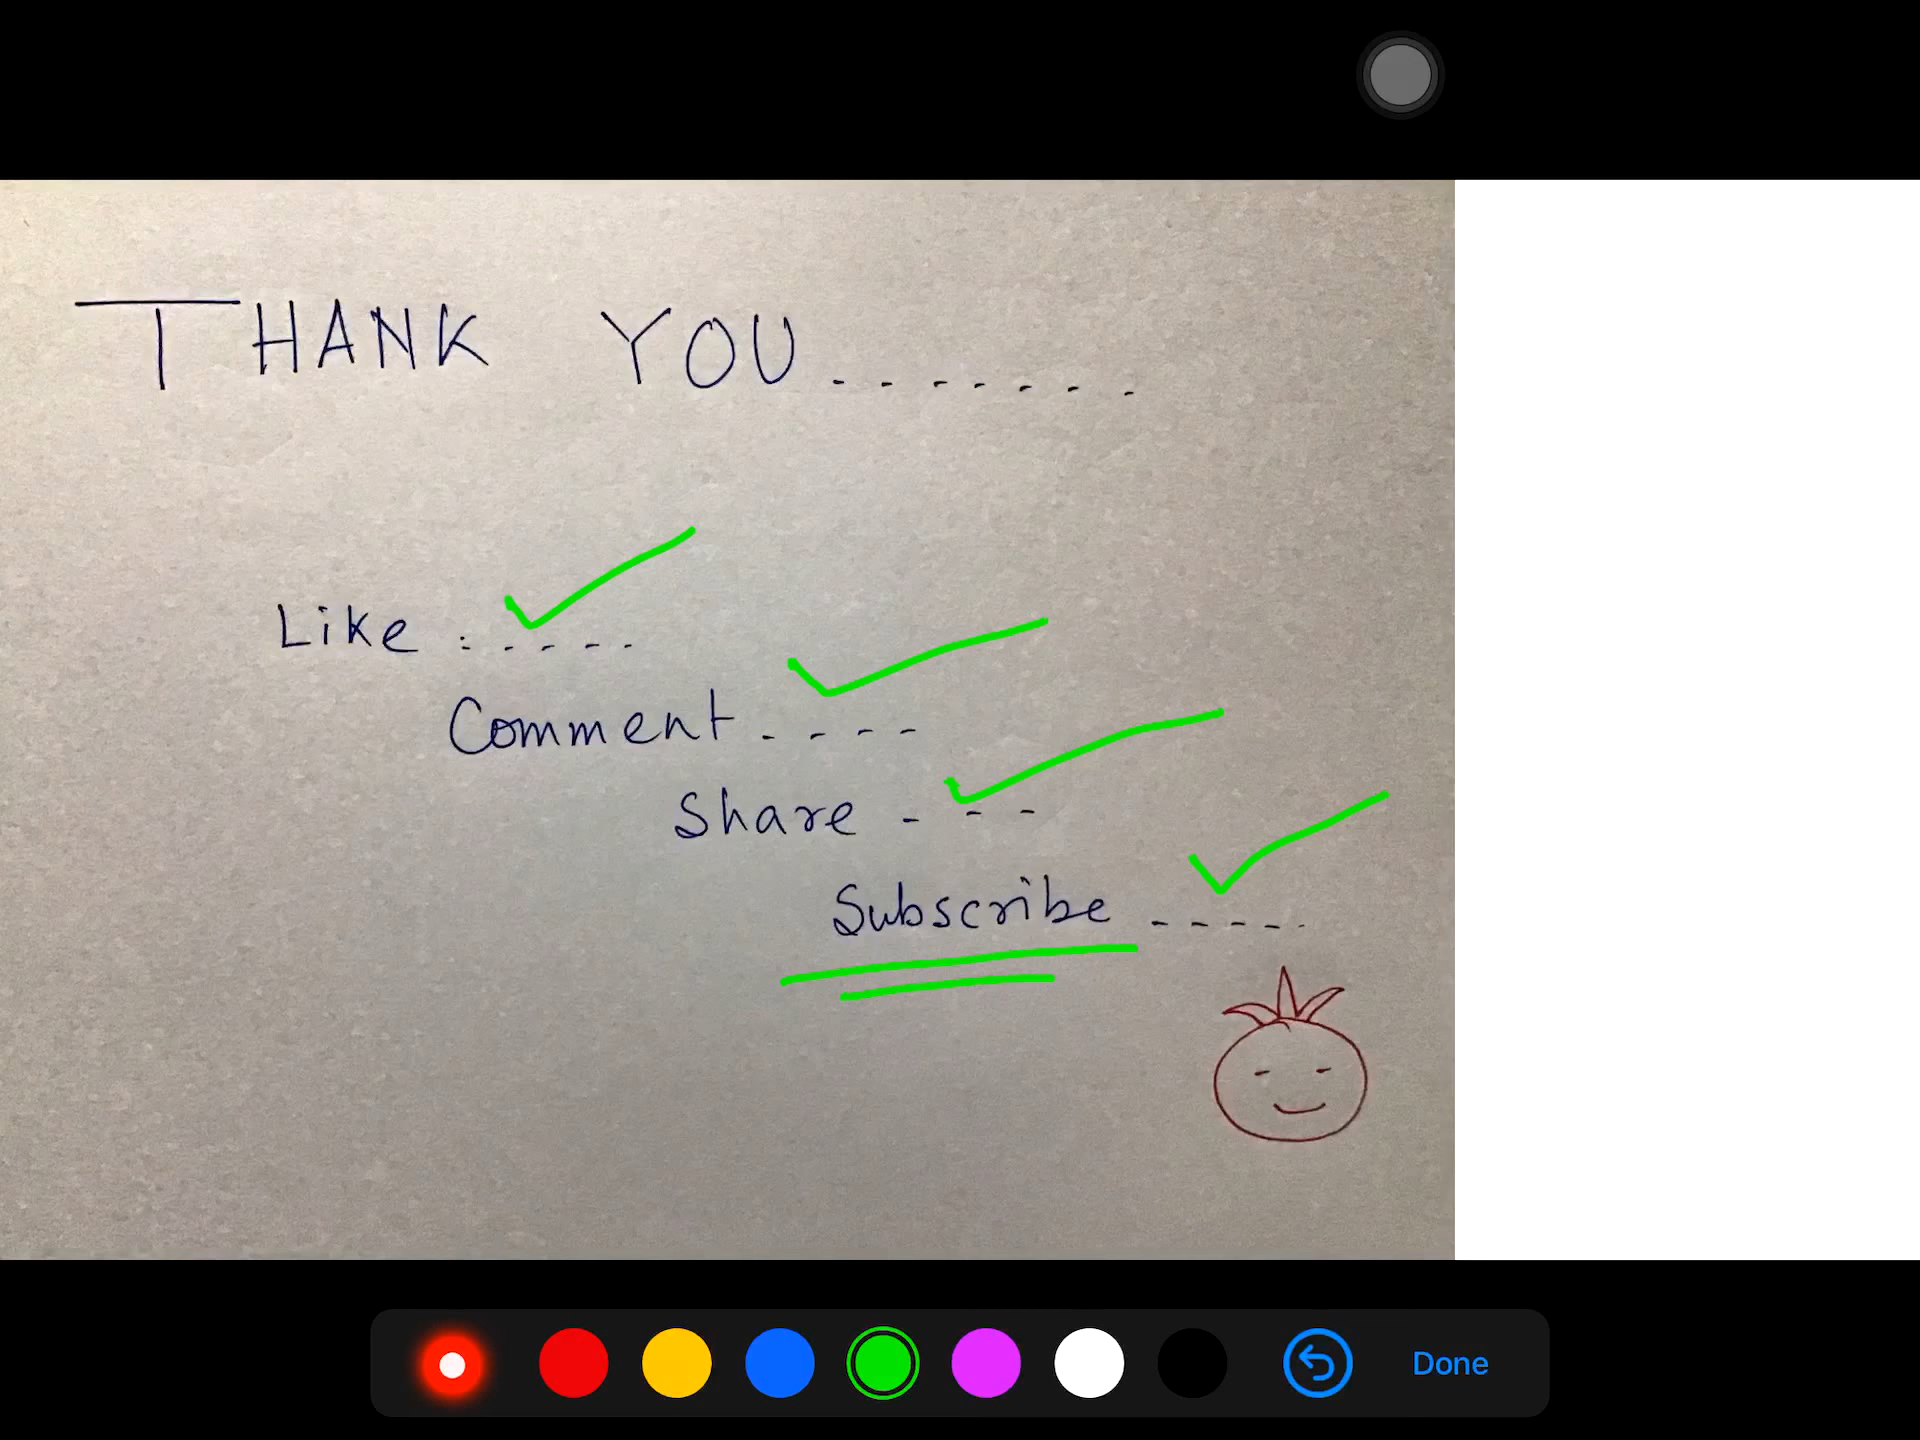 THANK YOU.......
Like :....
Comment ....
Share ...
Subscribe .....
Done